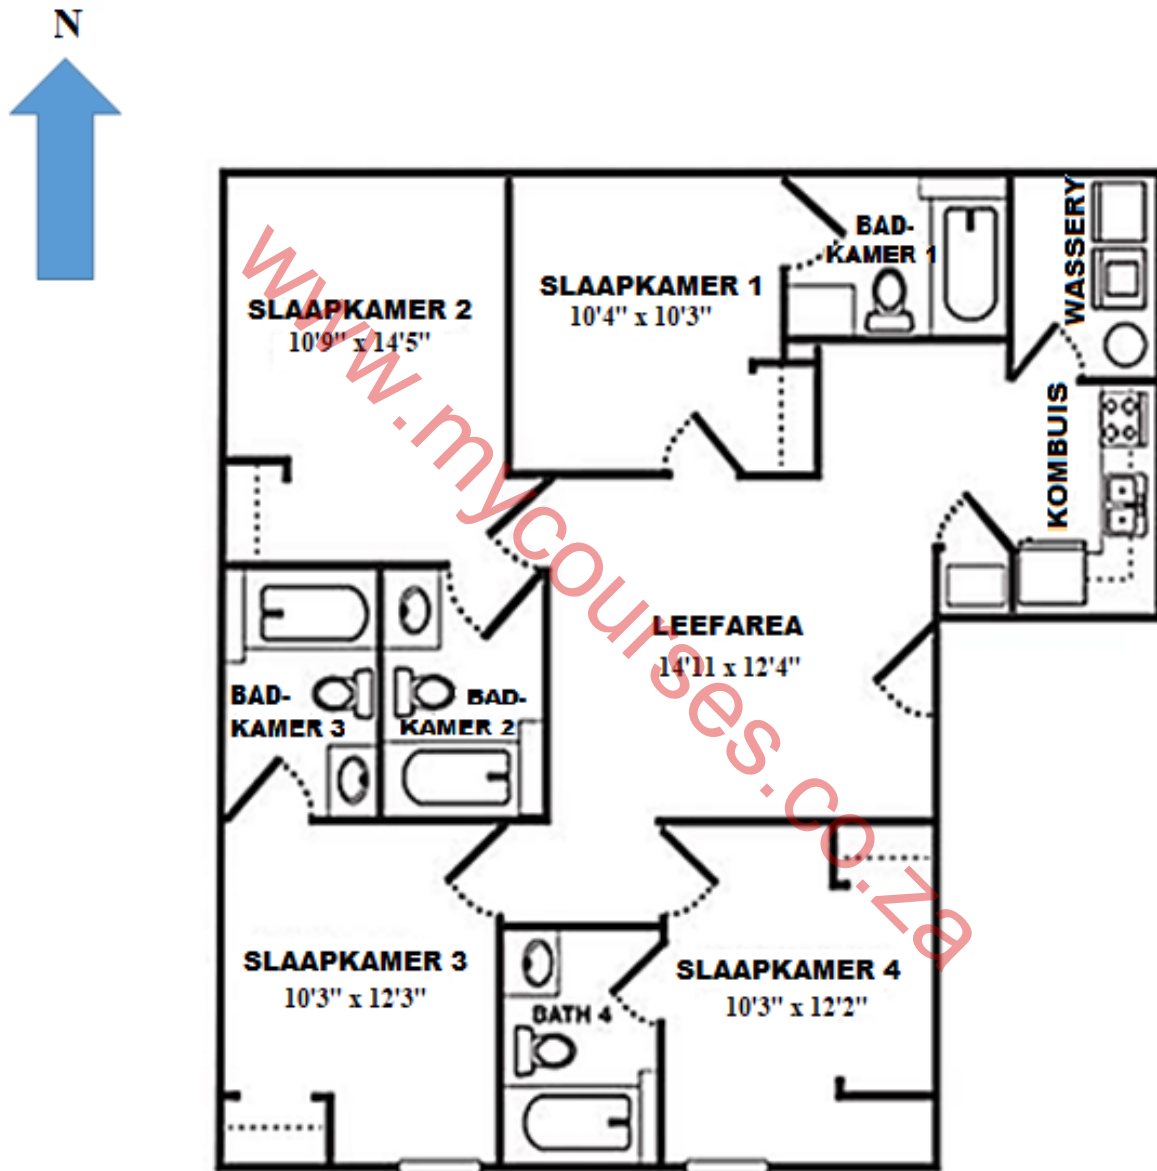 N
BAD-
KAMER 1
WASSERY
SLAAPKAMER 1
10'4" x 10'3"
SLAAPKAMER 2
10'9" x 14'5"
KOMBUIS
LEEFAREA
14'11 x 12'4"
BAD-
KAMER 3
BAD-
KAMER 2
SLAAPKAMER 3
10'3" x 12'3"
SLAAPKAMER 4
10'3" x 12'2"
BATH 4
www.mycourses.co.za